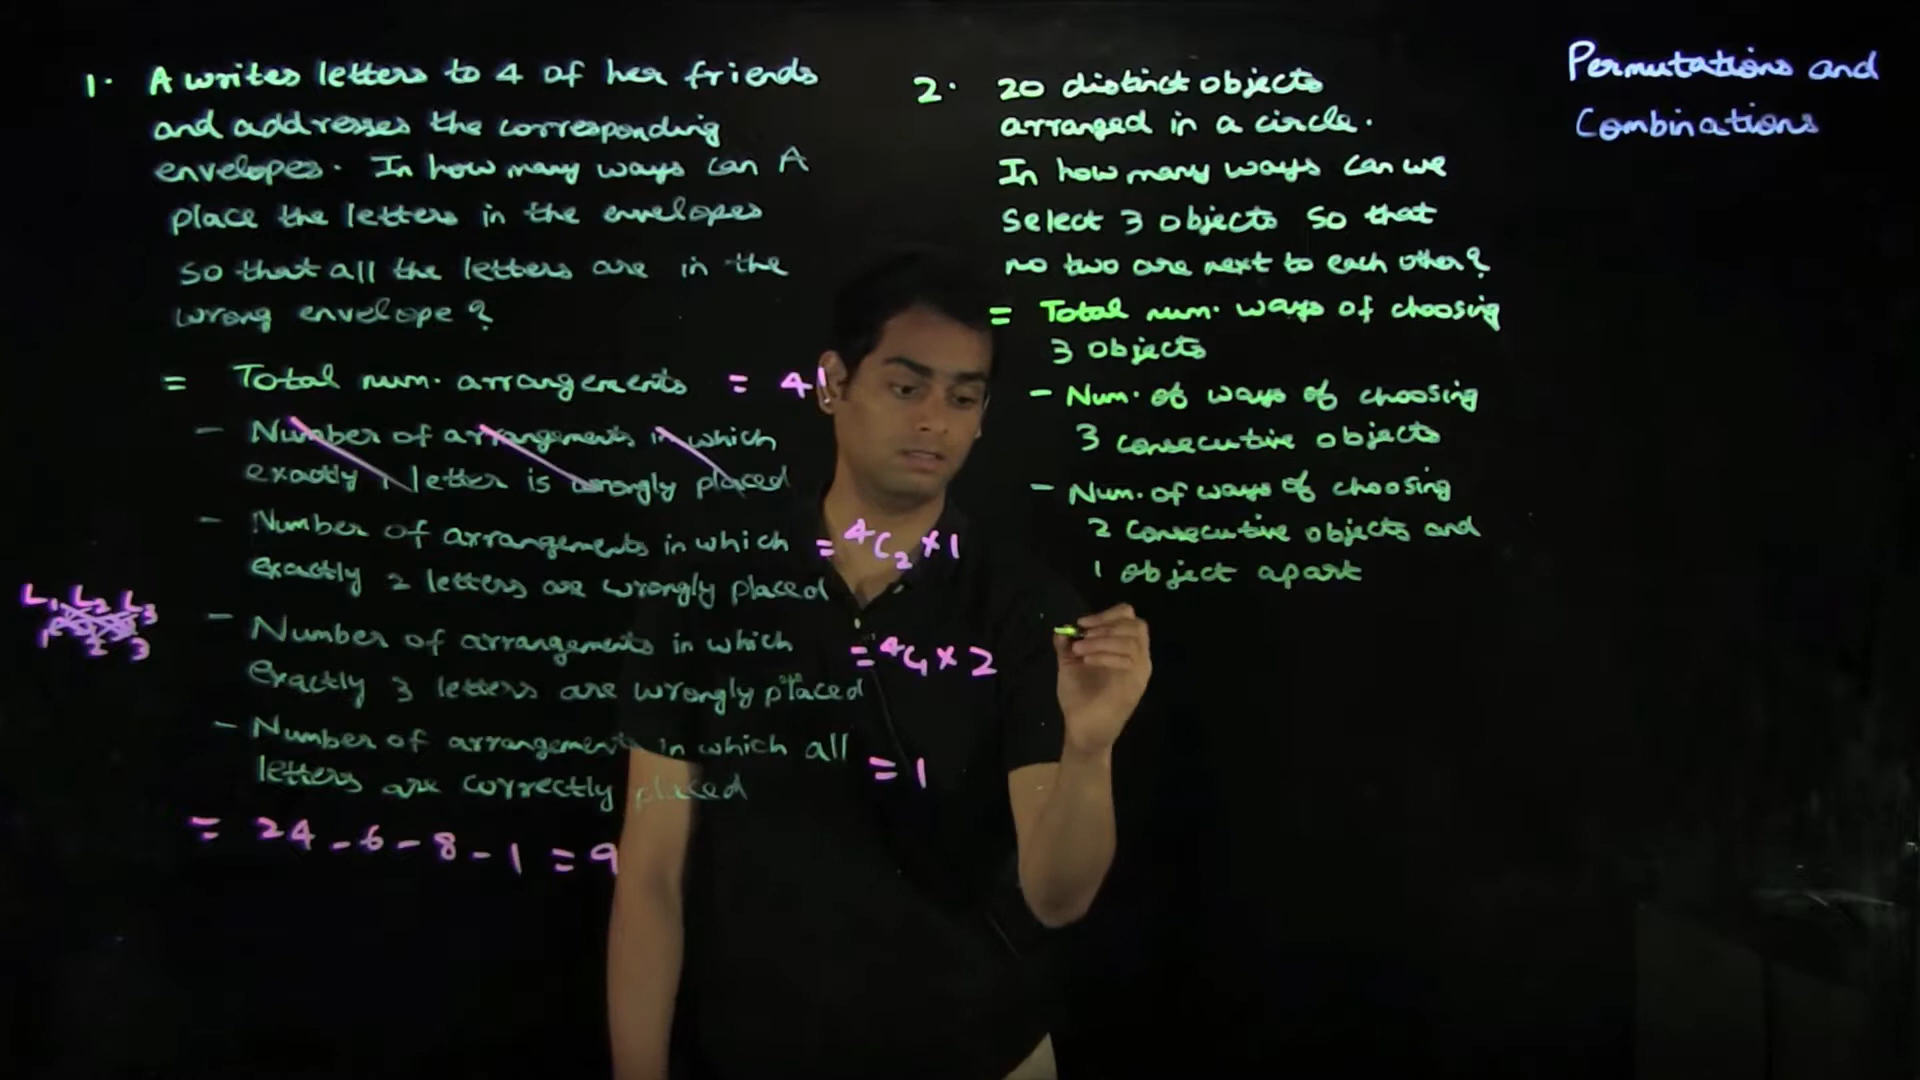 Permutations and
Combinations
1. A writes letters to 4 of her friends
and addresses the corresponding
envelopes. In how many ways can A
place the letters in the envelopes
so that all the letters are in the
wrong envelope?
= Total num. arrangements = 4!
- Number of arrangements in which
exactly 1 letter is wrongly placed
- Number of arrangements in which = ⁴C₂ × 1
exactly 2 letters are wrongly placed
- Number of arrangements in which = ⁴C₁ × 2
exactly 3 letters are wrongly placed
- Number of arrangements in which all = 1
letters are correctly placed
= 24 - 6 - 8 - 1 = 9
L₁ L₂ L₃
1 2 3
2. 20 distinct objects
arranged in a circle.
In how many ways can we
select 3 objects so that
no two are next to each other?
= Total num. ways of choosing
3 objects
- Num. of ways of choosing
3 consecutive objects
- Num. of ways of choosing
2 consecutive objects and
1 object apart